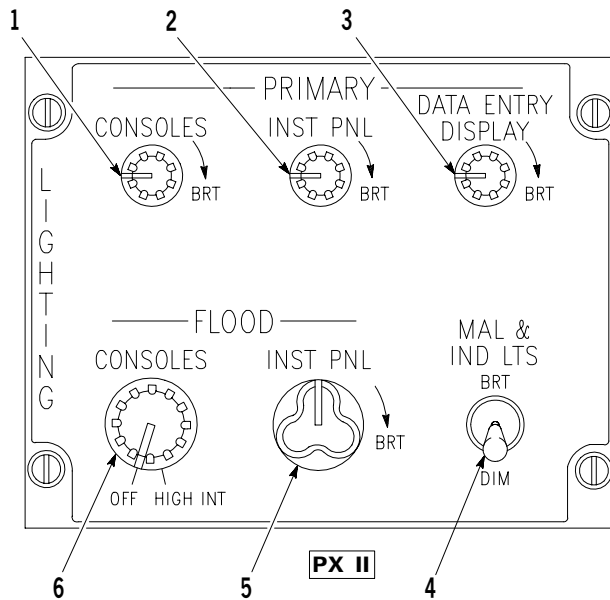 1 2 3
PRIMARY
CONSOLES INST PNL DATA ENTRY DISPLAY
BRT BRT BRT
LIGHTING
FLOOD
CONSOLES INST PNL MAL & IND LTS
BRT
BRT
OFF HIGH INT DIM
PX II
6 5 4